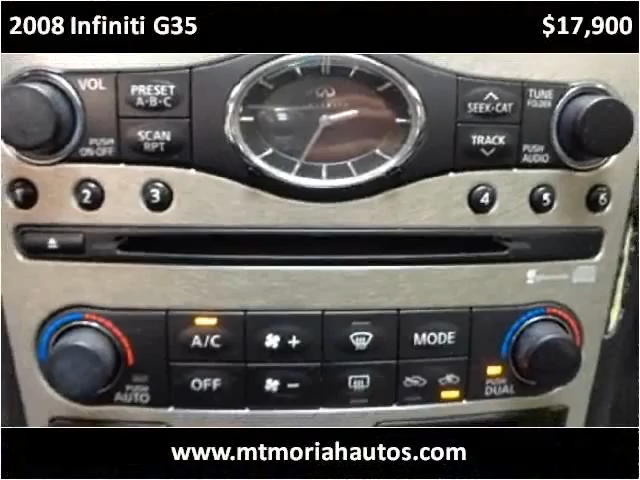 2008 Infiniti G35 $17,900
VOL
PRESET
A·B·C
SEEK·CAT
TUNE
FOLDER
PUSH
ON·OFF
SCAN
RPT
TRACK
PUSH
AUDIO
2 3 4 5 6
A/C
MODE
PUSH
AUTO
OFF
PUSH
DUAL
www.mtmoriahautos.com